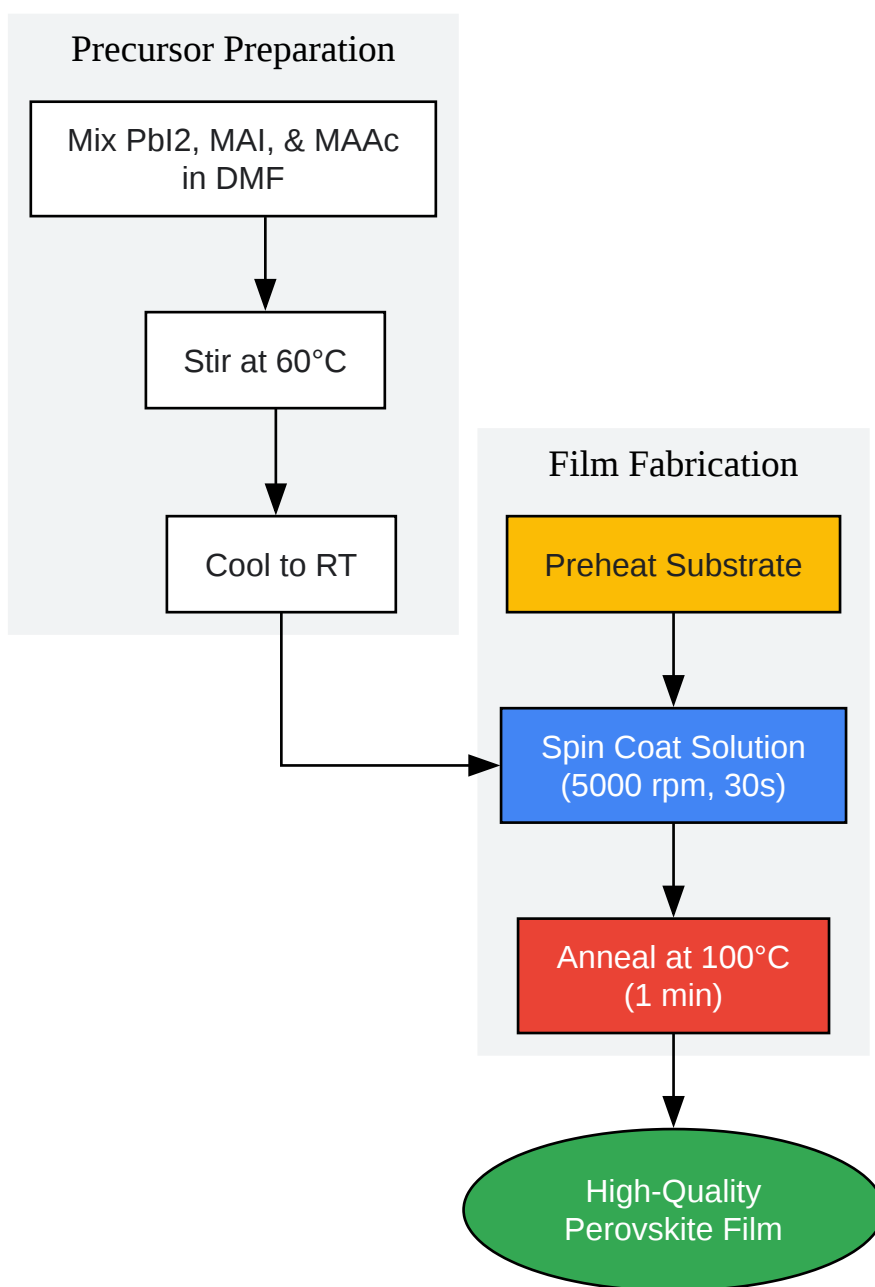 Precursor Preparation
Mix PbI2, MAI, & MAAc
in DMF
Stir at 60°C
Cool to RT
Film Fabrication
Preheat Substrate
Spin Coat Solution
(5000 rpm, 30s)
Anneal at 100°C
(1 min)
High-Quality
Perovskite Film